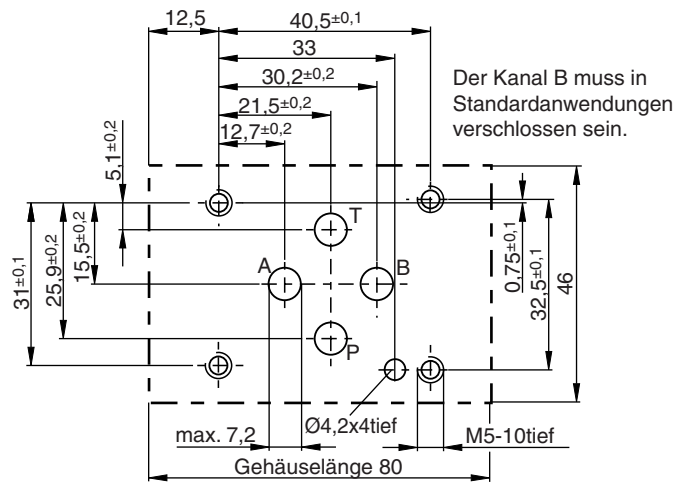 12,5
40,5±0,1
33
30,2±0,2
21,5±0,2
12,7±0,2
Der Kanal B muss in
Standardanwendungen
verschlossen sein.
5,1±0,2
31±0,1
25,9±0,2
15,5±0,2
T
A
B
P
0,75±0,1
32,5±0,1
46
max. 7,2
Ø4,2x4tief
M5-10tief
Gehäuselänge 80